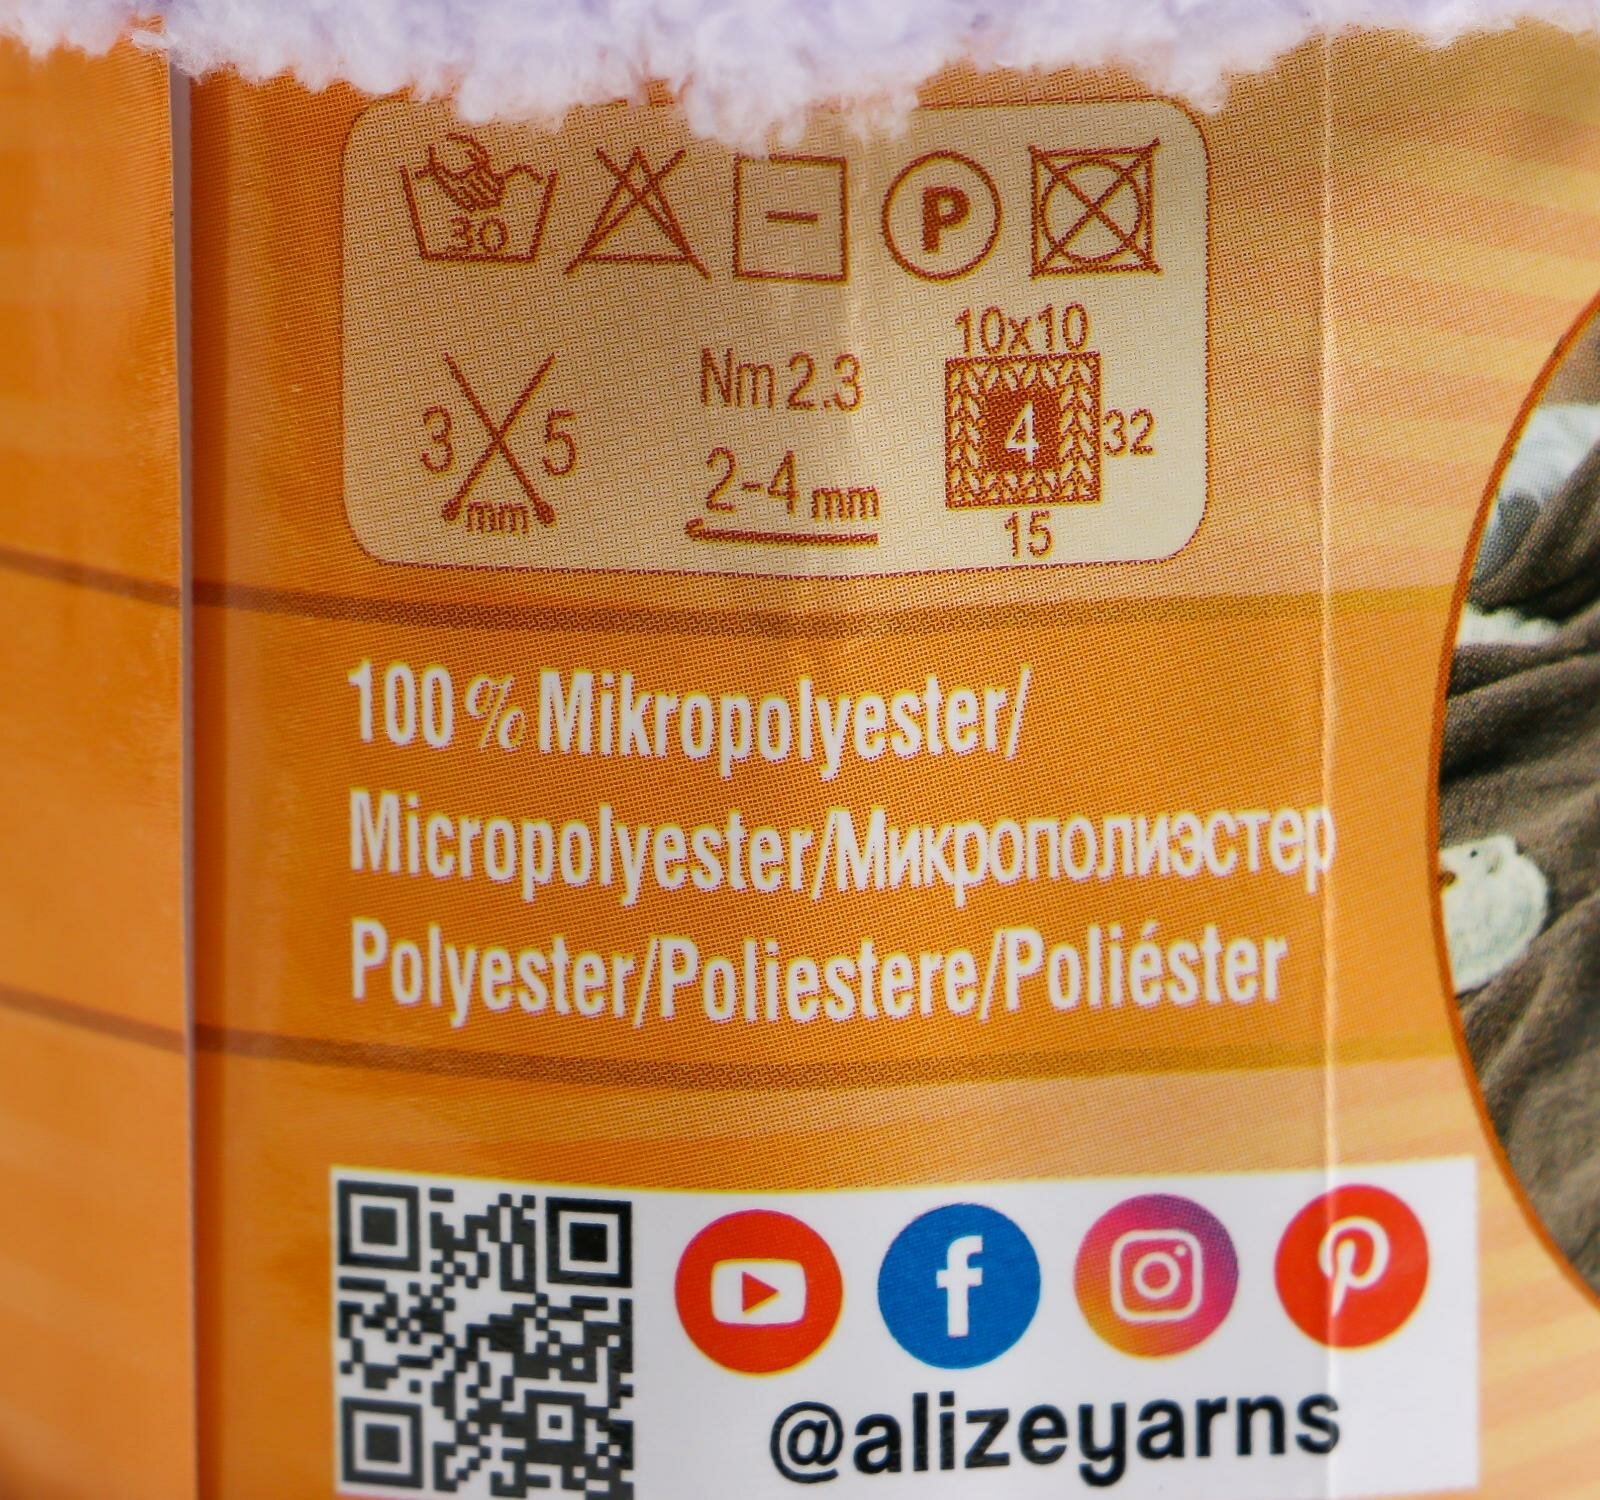 30
P
10x10
3 5
mm
Nm 2.3
2-4 mm
4
32
15
100 % Mikropolyester/
Micropolyester/Микрополиэстер
Polyester/Poliestere/Poliéster
@alizeyarns